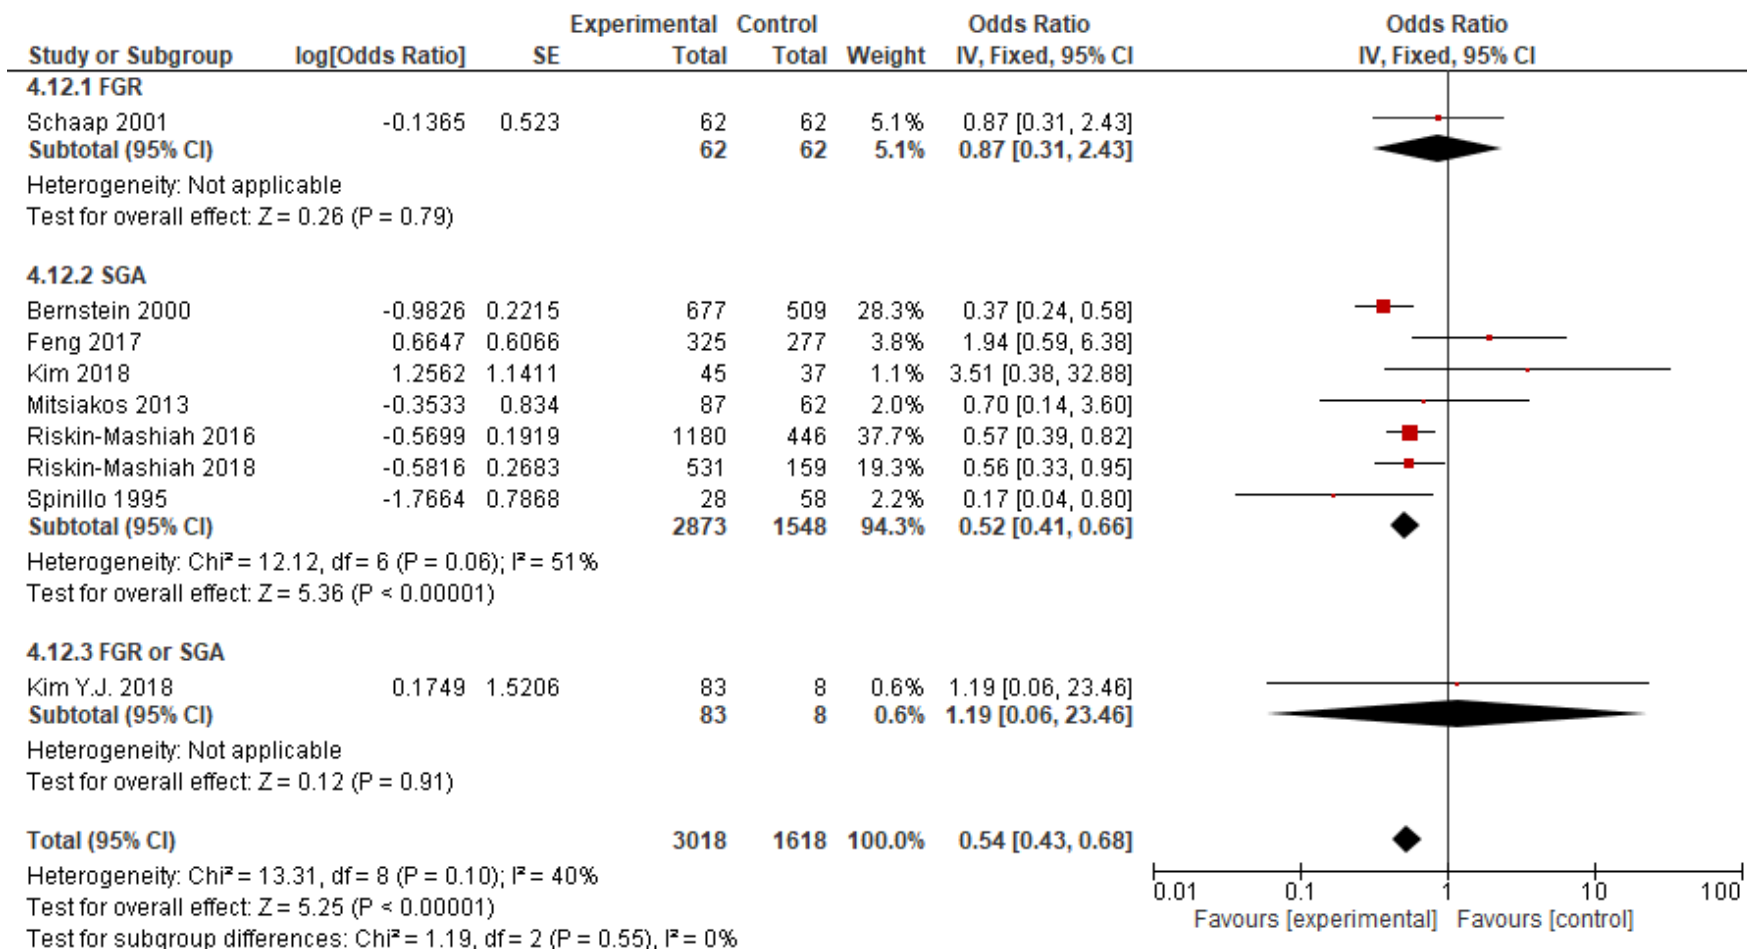 Experimental Control Odds Ratio Odds Ratio
Study or Subgroup log[Odds Ratio] SE Total Total Weight IV, Fixed, 95% CI IV, Fixed, 95% CI
4.12.1 FGR
Schaap 2001 -0.1365 0.523 62 62 5.1% 0.87 [0.31, 2.43]
Subtotal (95% CI) 62 62 5.1% 0.87 [0.31, 2.43]
Heterogeneity: Not applicable
Test for overall effect: Z = 0.26 (P = 0.79)
4.12.2 SGA
Bernstein 2000 -0.9826 0.2215 677 509 28.3% 0.37 [0.24, 0.58]
Feng 2017 0.6647 0.6066 325 277 3.8% 1.94 [0.59, 6.38]
Kim 2018 1.2562 1.1411 45 37 1.1% 3.51 [0.38, 32.88]
Mitsiakos 2013 -0.3533 0.834 87 62 2.0% 0.70 [0.14, 3.60]
Riskin-Mashiah 2016 -0.5699 0.1919 1180 446 37.7% 0.57 [0.39, 0.82]
Riskin-Mashiah 2018 -0.5816 0.2683 531 159 19.3% 0.56 [0.33, 0.95]
Spinillo 1995 -1.7664 0.7868 28 58 2.2% 0.17 [0.04, 0.80]
Subtotal (95% CI) 2873 1548 94.3% 0.52 [0.41, 0.66]
Heterogeneity: Chi² = 12.12, df = 6 (P = 0.06); I² = 51%
Test for overall effect: Z = 5.36 (P < 0.00001)
4.12.3 FGR or SGA
Kim Y.J. 2018 0.1749 1.5206 83 8 0.6% 1.19 [0.06, 23.46]
Subtotal (95% CI) 83 8 0.6% 1.19 [0.06, 23.46]
Heterogeneity: Not applicable
Test for overall effect: Z = 0.12 (P = 0.91)
Total (95% CI) 3018 1618 100.0% 0.54 [0.43, 0.68]
Heterogeneity: Chi² = 13.31, df = 8 (P = 0.10); I² = 40%
Test for overall effect: Z = 5.25 (P < 0.00001)
Test for subgroup differences: Chi² = 1.19, df = 2 (P = 0.55), I² = 0%
0.01 0.1 1 10 100
Favours [experimental] Favours [control]